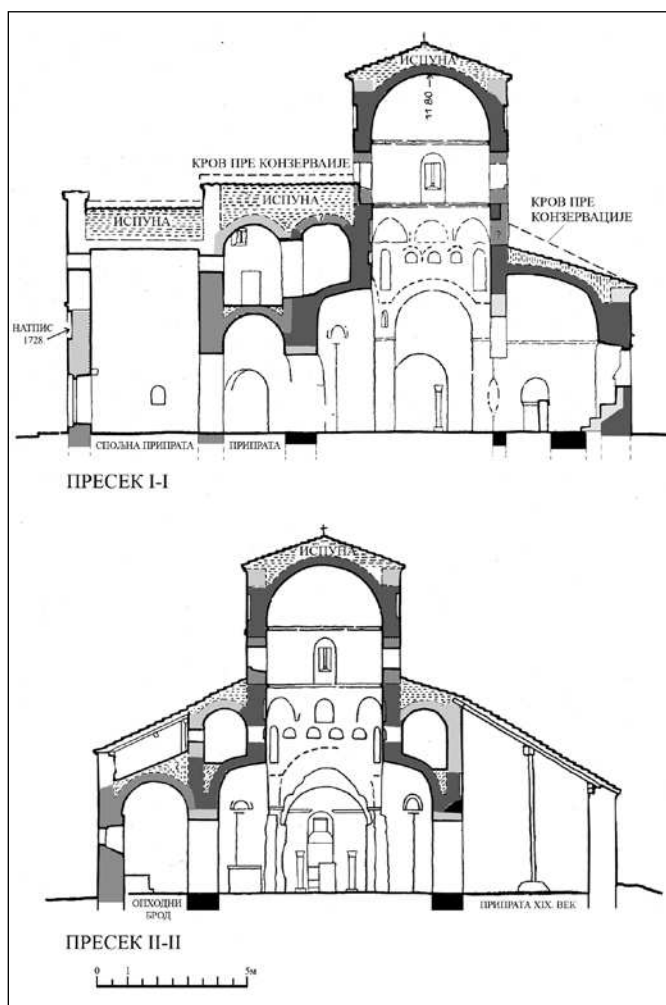 ИСПУНА
11 80
КРОВ ПРЕ КОНЗЕРВАИЈЕ
ИСПУНА
ИСПУНА
КРОВ ПРЕ
КОНЗЕРВАЦИЈЕ
НАТПИС
1728
?
СПОЉНА ПРИПРАТА
ПРИПРАТА
ПРЕСЕК I-I
ИСПУНА
ОПХОДНИ
БРОД
ПРИПРАТА XIX. ВЕК
ПРЕСЕК II-II
0 1 5м